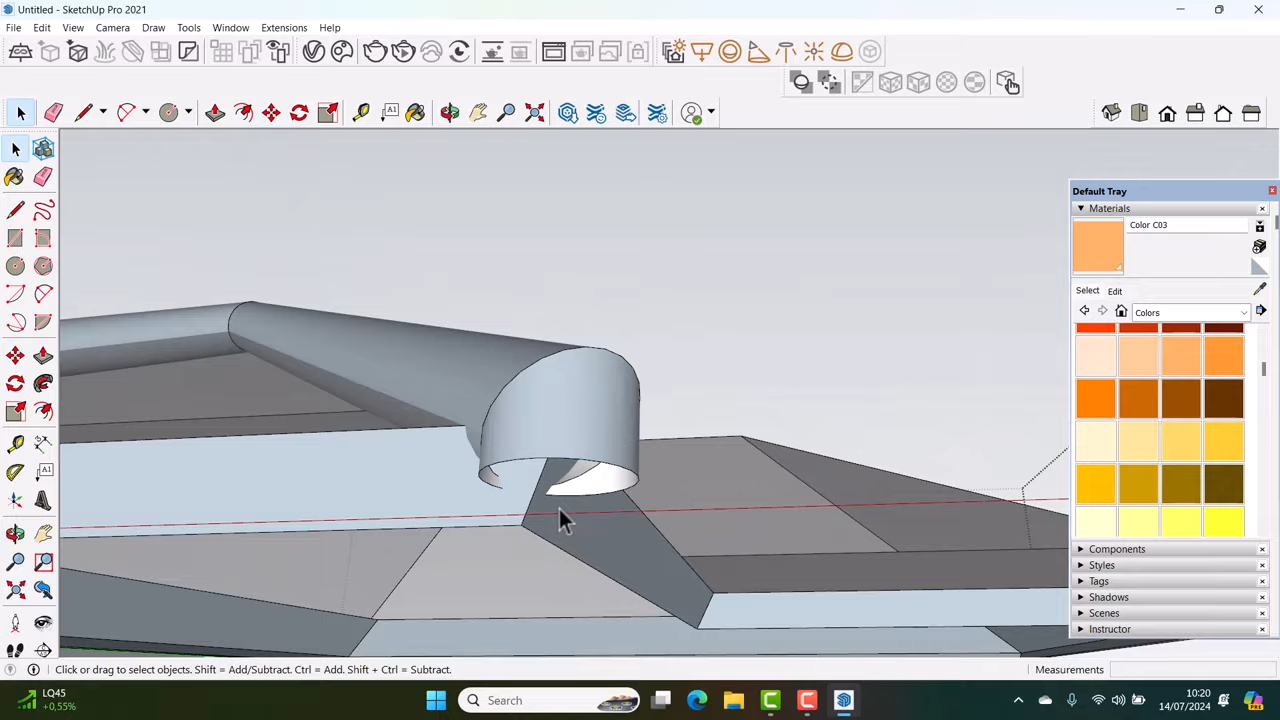 Untitled - SketchUp Pro 2021
File Edit View Camera Draw Tools Window Extensions Help
A1
Default Tray
Materials
Color C03
Select Edit
Colors
A1
Components
Styles
Tags
Shadows
Scenes
Instructor
Click or drag to select objects. Shift = Add/Subtract. Ctrl = Add. Shift + Ctrl = Subtract.
Measurements
LQ45
+0,55%
Search
10:20
14/07/2024